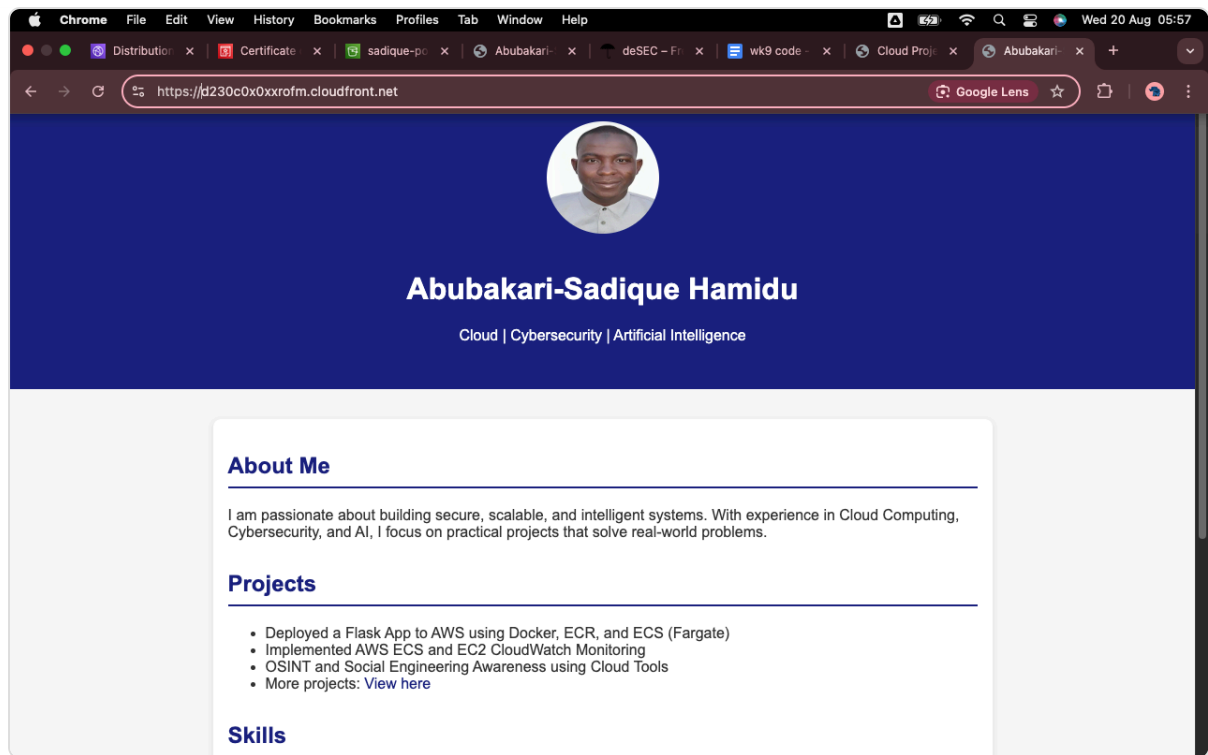 Chrome File Edit View History Bookmarks Profiles Tab Window Help Wed 20 Aug 05:57
Distribution Certificate sadique-po Abubakari- deSEC – Fr wk9 code - Cloud Proje Abubakari-
https://d230c0x0xxrofm.cloudfront.net Google Lens
Abubakari-Sadique Hamidu
Cloud | Cybersecurity | Artificial Intelligence
About Me
I am passionate about building secure, scalable, and intelligent systems. With experience in Cloud Computing,
Cybersecurity, and AI, I focus on practical projects that solve real-world problems.
Projects
• Deployed a Flask App to AWS using Docker, ECR, and ECS (Fargate)
• Implemented AWS ECS and EC2 CloudWatch Monitoring
• OSINT and Social Engineering Awareness using Cloud Tools
• More projects: View here
Skills